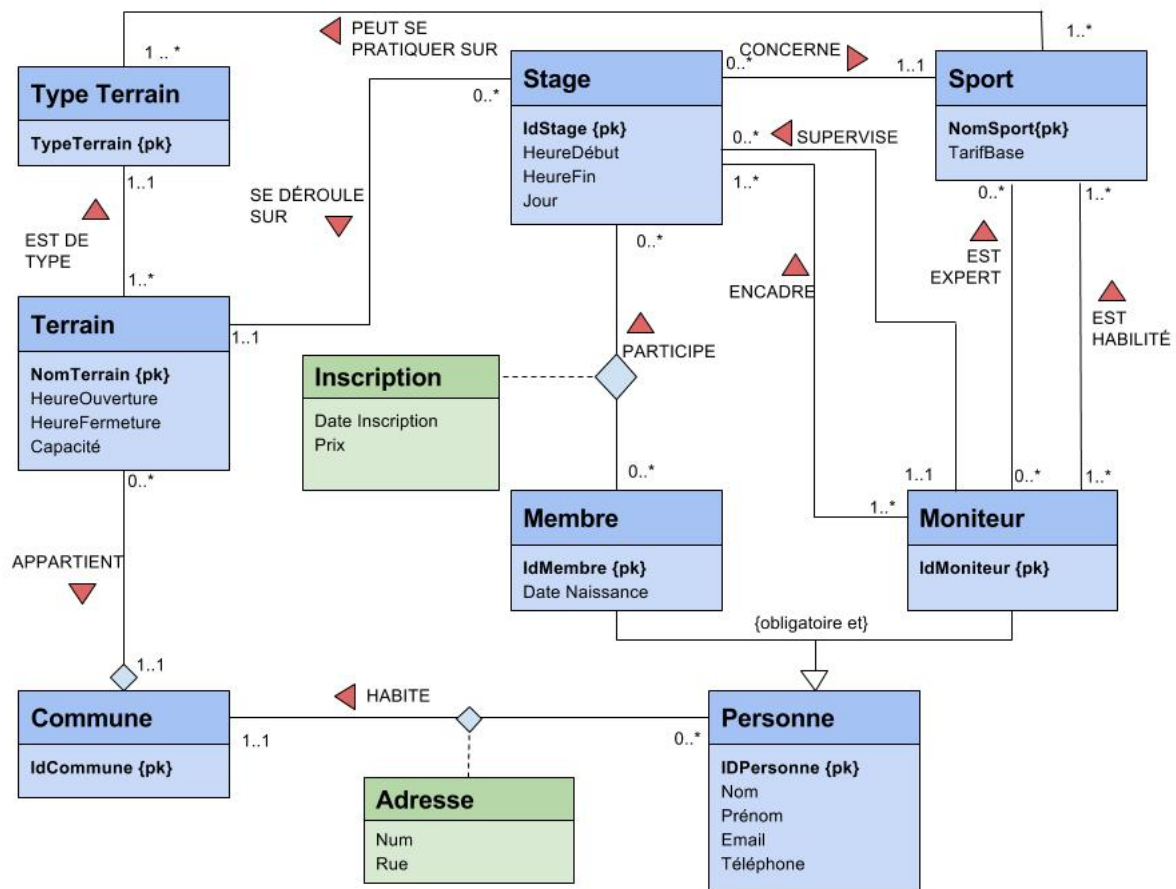 PEUT SE
PRATIQUER SUR
1 .. *
1..*
CONCERNE
0..*
1..1
Type Terrain
TypeTerrain {pk}
Stage
IdStage {pk}
HeureDébut
HeureFin
Jour
Sport
NomSport{pk}
TarifBase
0..*
0..*
SUPERVISE
1..*
1..1
SE DÉROULE
SUR
EST DE
TYPE
1..*
0..*
0..*
1..*
EST
EXPERT
ENCADRE
EST
HABILITÉ
Terrain
NomTerrain {pk}
HeureOuverture
HeureFermeture
Capacité
1..1
PARTICIPE
Inscription
Date Inscription
Prix
0..*
0..*
1..1
0..*
1..*
1..*
Membre
IdMembre {pk}
Date Naissance
Moniteur
IdMoniteur {pk}
APPARTIENT
{obligatoire et}
1..1
HABITE
Commune
IdCommune {pk}
1..1
0..*
Personne
IDPersonne {pk}
Nom
Prénom
Email
Téléphone
Adresse
Num
Rue